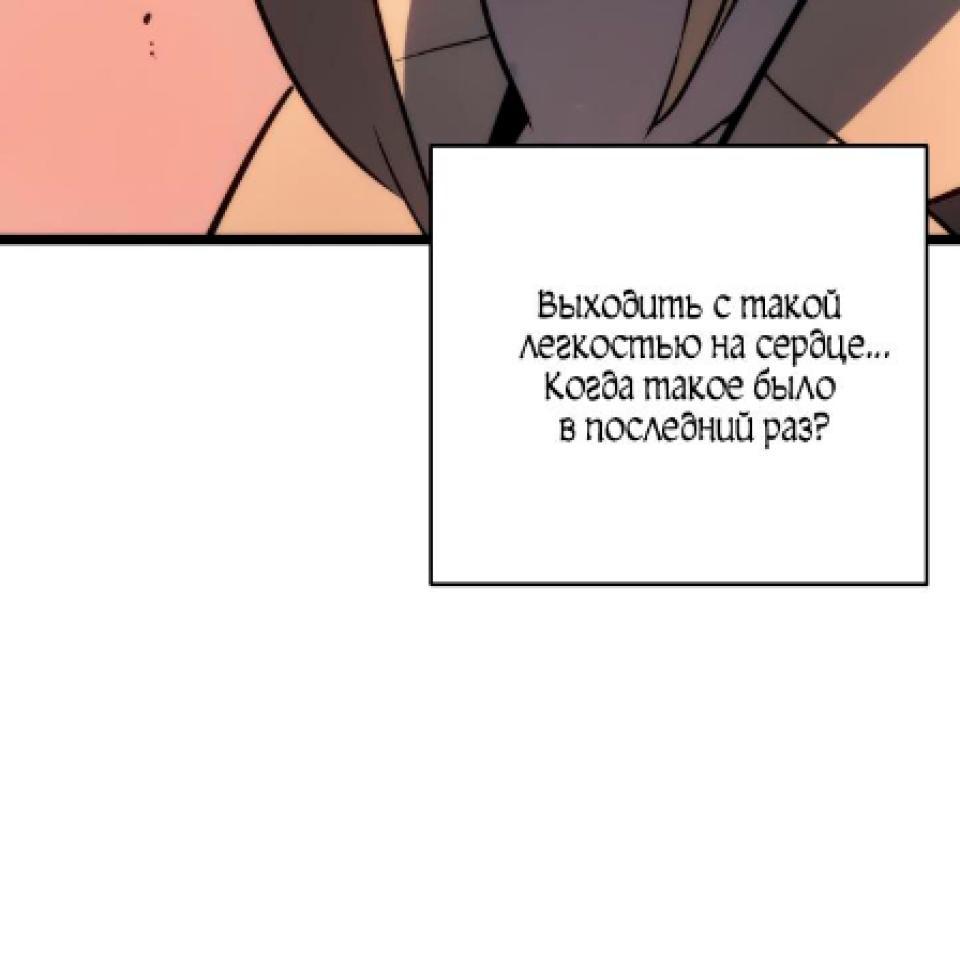 Выходить с такой
легкостью на сердце...
Когда такое было
в последний раз?